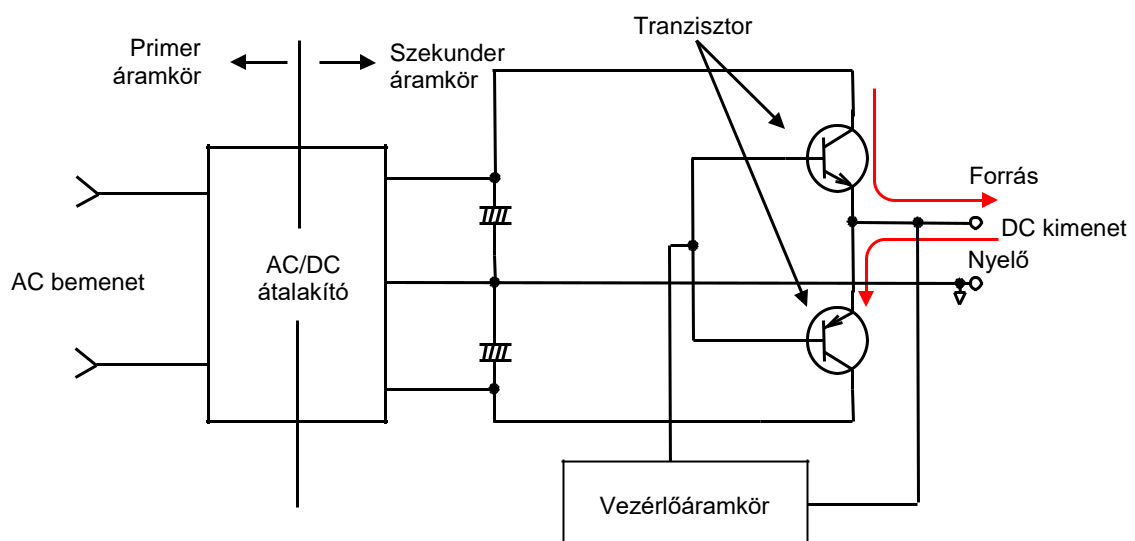 Tranzisztor
Primer
áramkör
Szekunder
áramkör
Forrás
DC kimenet
Nyelő
AC bemenet
AC/DC
átalakító
Vezérlőáramkör